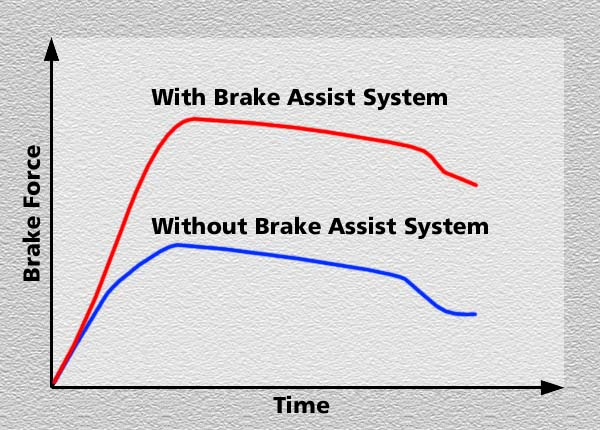 With Brake Assist System
Without Brake Assist System
Brake Force
Time